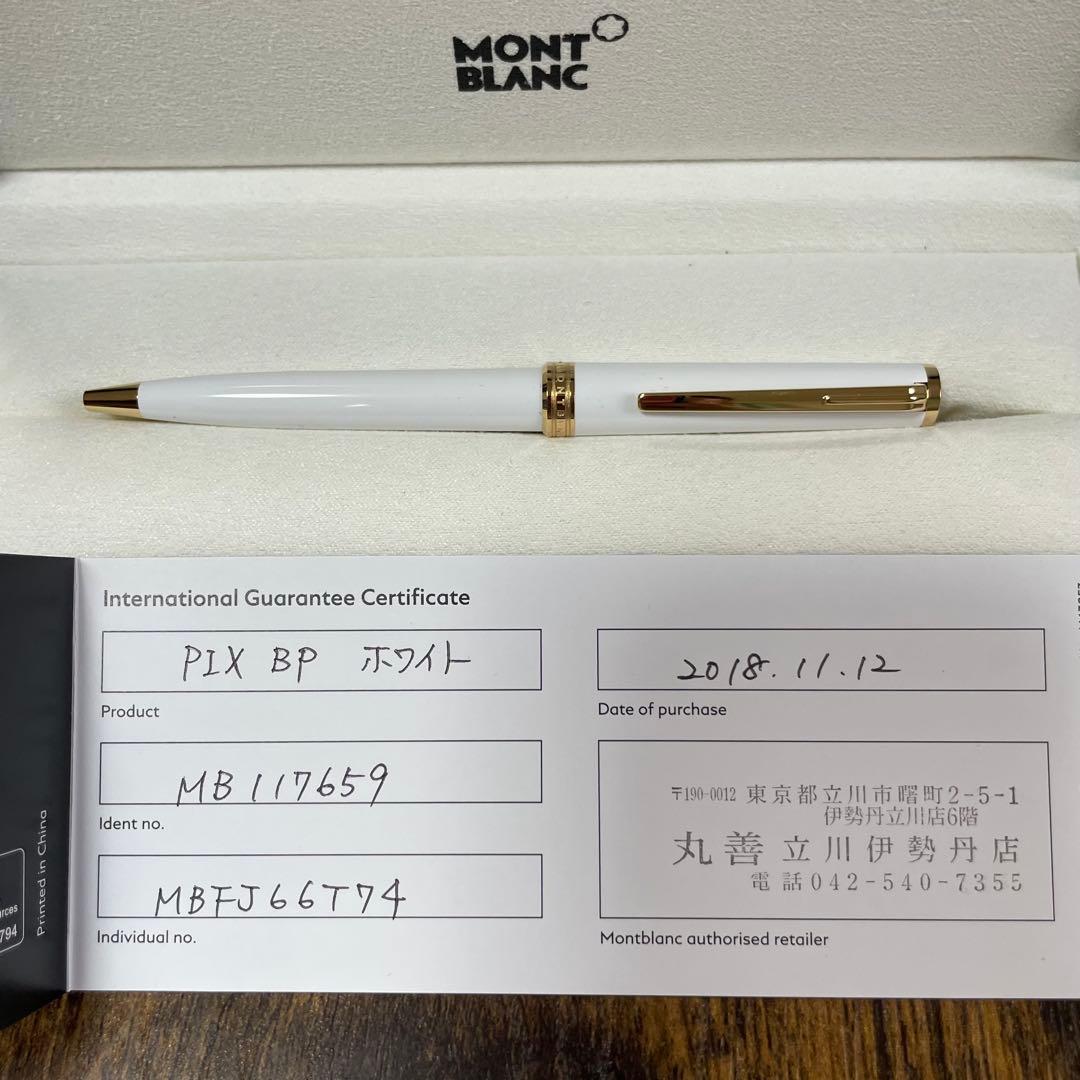 MONT
BLANC
International Guarantee Certificate
PIX BP ホワイト
Product
MB117659
Ident no.
MBFJ66T74
Individual no.
2018.11.12
Date of purchase
〒190-0012 東京都立川市曙町2-5-1
伊勢丹立川店6階
丸善立川伊勢丹店
電話042-540-7355
Montblanc authorised retailer
Printed in China
794